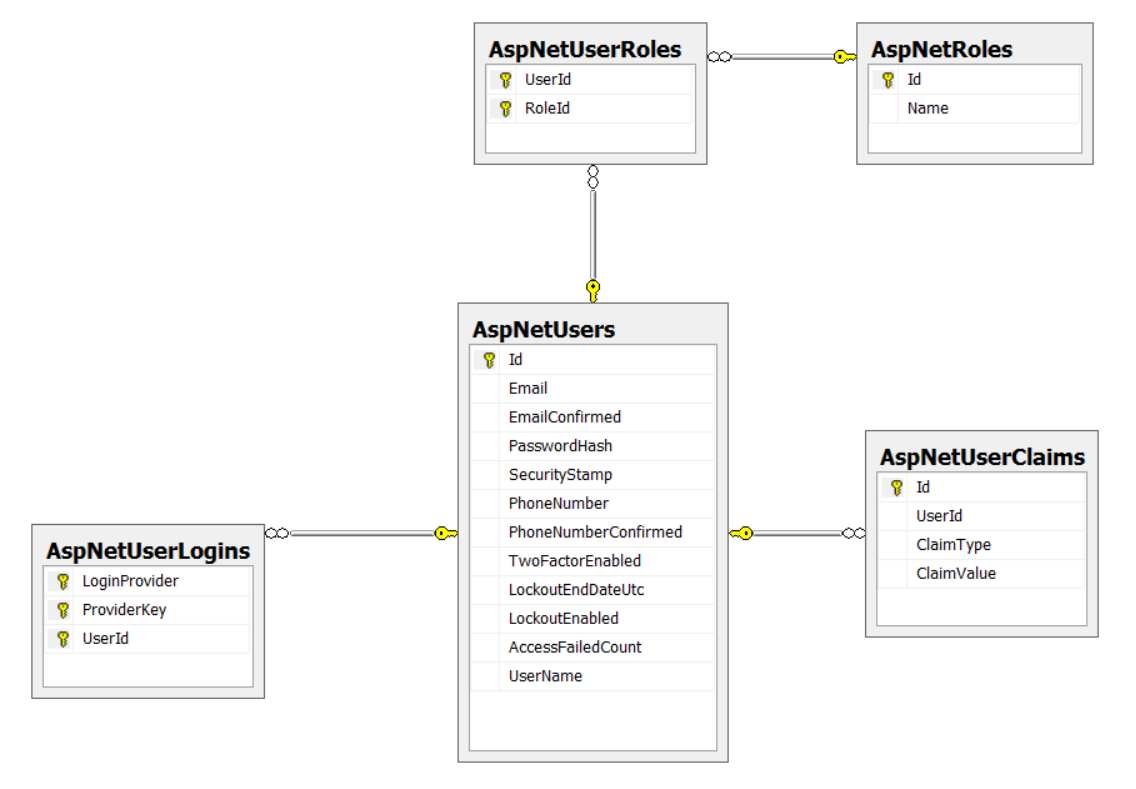 AspNetUserRoles
UserId
RoleId
AspNetRoles
Id
Name
AspNetUsers
Id
Email
EmailConfirmed
PasswordHash
SecurityStamp
PhoneNumber
PhoneNumberConfirmed
TwoFactorEnabled
LockoutEndDateUtc
LockoutEnabled
AccessFailedCount
UserName
AspNetUserClaims
Id
UserId
ClaimType
ClaimValue
AspNetUserLogins
LoginProvider
ProviderKey
UserId